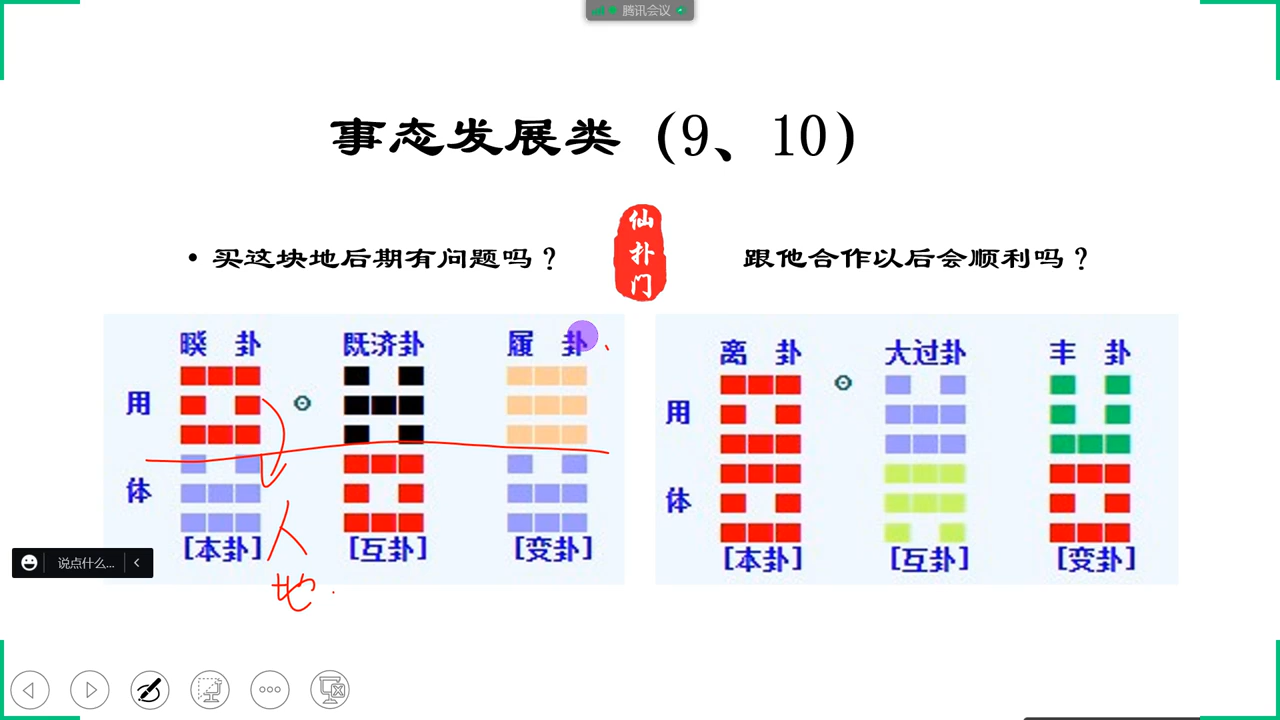 腾讯会议
事态发展类（9、10）
仙扑门
• 买这块地后期有问题吗？
跟他合作以后会顺利吗？
睽 卦
既济卦
履 卦
用
体
[本卦]
[互卦]
[变卦]
人
地
离 卦
大过卦
丰 卦
用
体
[本卦]
[互卦]
[变卦]
说点什么...